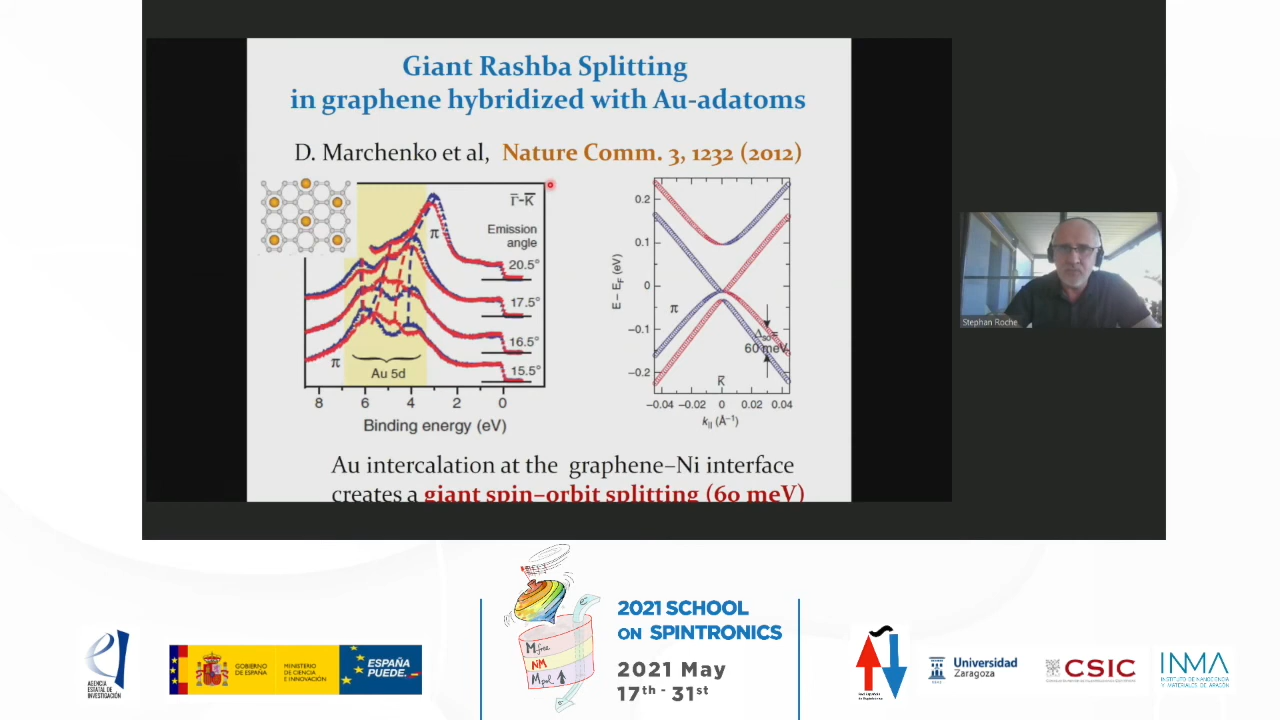 Giant Rashba Splitting
in graphene hybridized with Au-adatoms
D. Marchenko et al, Nature Comm. 3, 1232 (2012)
Γ̅-K̅
Emission
angle
π
20.5°
17.5°
16.5°
15.5°
π
Au 5d
8 6 4 2 0
Binding energy (eV)
0.2
0.1
0
−0.1
−0.2
E − EF (eV)
π
Δso=
60 meV
K̅
−0.04 −0.02 0 0.02 0.04
k|| (Å⁻¹)
Au intercalation at the graphene–Ni interface
creates a giant spin–orbit splitting (60 meV)
Stephan Roche
Mfree
NM
Mpol
2021 SCHOOL
ON SPINTRONICS
2021 May
17th - 31st
AGENCIA
ESTATAL DE
INVESTIGACIÓN
GOBIERNO
DE ESPAÑA
MINISTERIO
DE CIENCIA
E INNOVACIÓN
ESPAÑA
PUEDE.
Universidad
Zaragoza
CSIC
INMA
INSTITUTO DE NANOCIENCIA
Y MATERIALES DE ARAGÓN